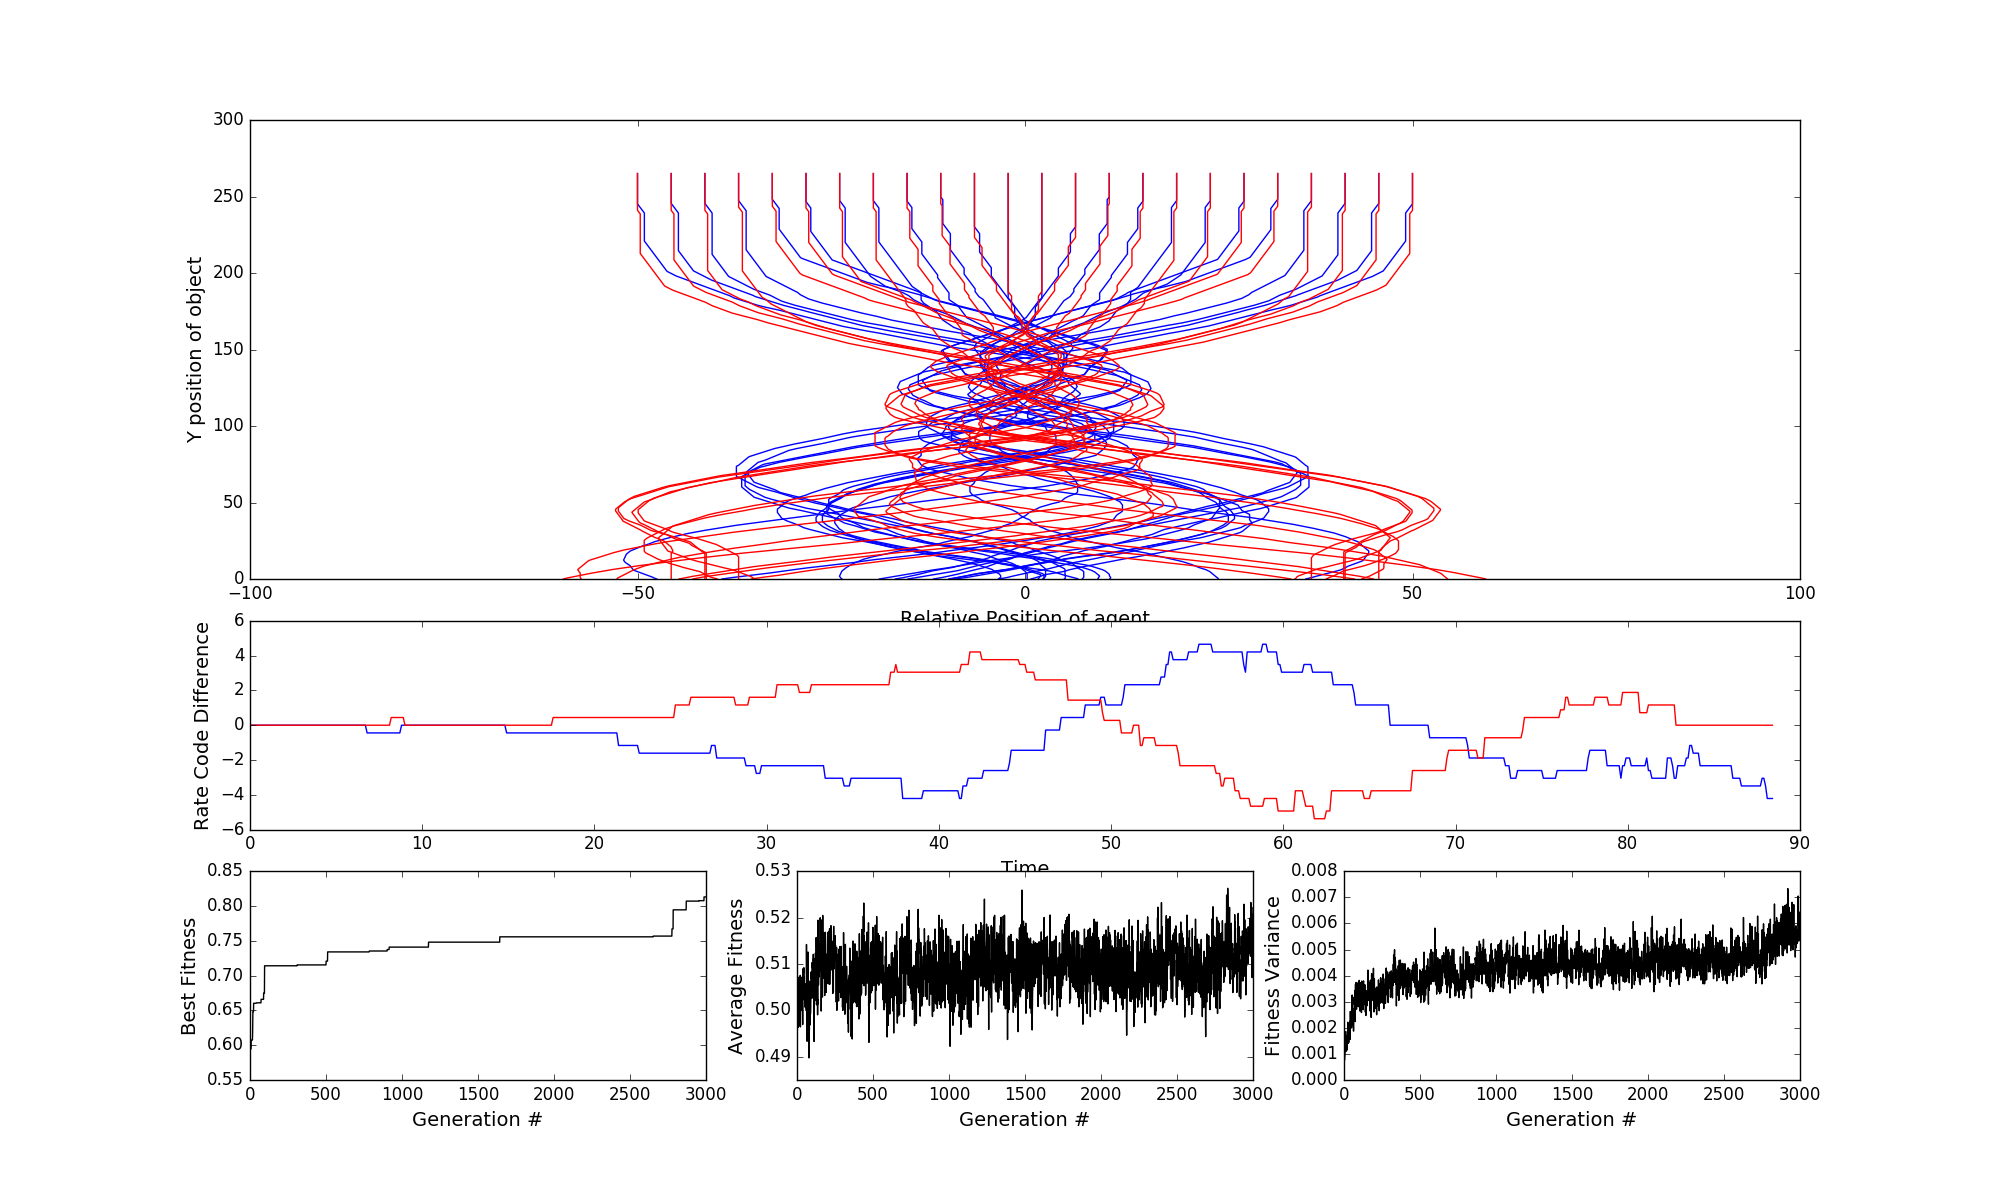 300
250
200
150
100
50
0
Y position of object
−100 −50 0 50 100
Relative Position of agent
6
4
2
0
−2
−4
−6
Rate Code Difference
0 10 20 30 40 50 60 70 80 90
Time
0.85
0.80
0.75
0.70
0.65
0.60
0.55
Best Fitness
0 500 1000 1500 2000 2500 3000
Generation #
0.53
0.52
0.51
0.50
0.49
Average Fitness
0 500 1000 1500 2000 2500 3000
Generation #
0.008
0.007
0.006
0.005
0.004
0.003
0.002
0.001
0.000
Fitness Variance
0 500 1000 1500 2000 2500 3000
Generation #